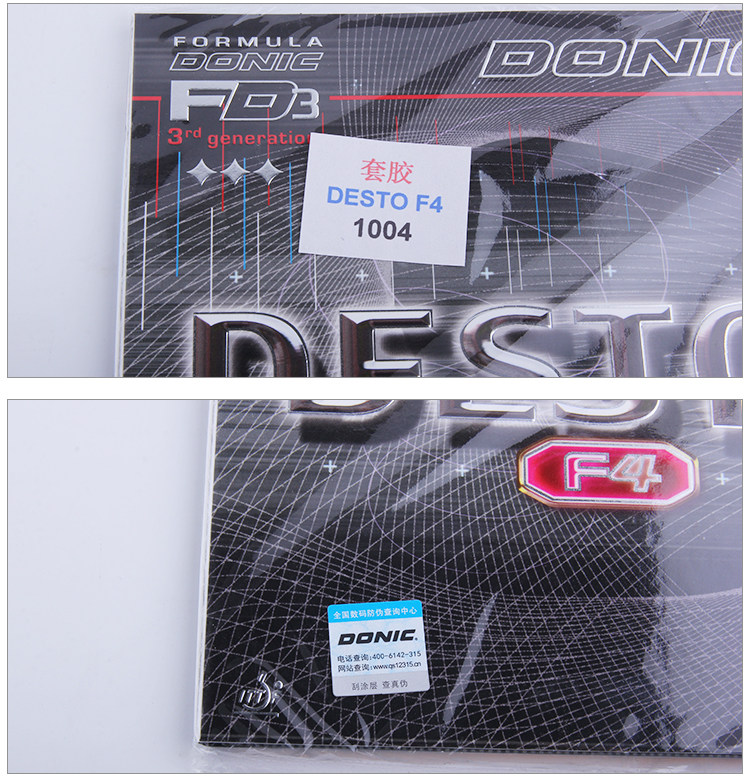 FORMULA
DONIC
DONIC
FD3
3rd generation
套胶
DESTO F4
1004
DESTO
F4
全国数码防伪查询中心
DONIC
电话查询:400-6142-315
网站查询:www.qs12315.cn
刮涂层 查真伪
ITTF